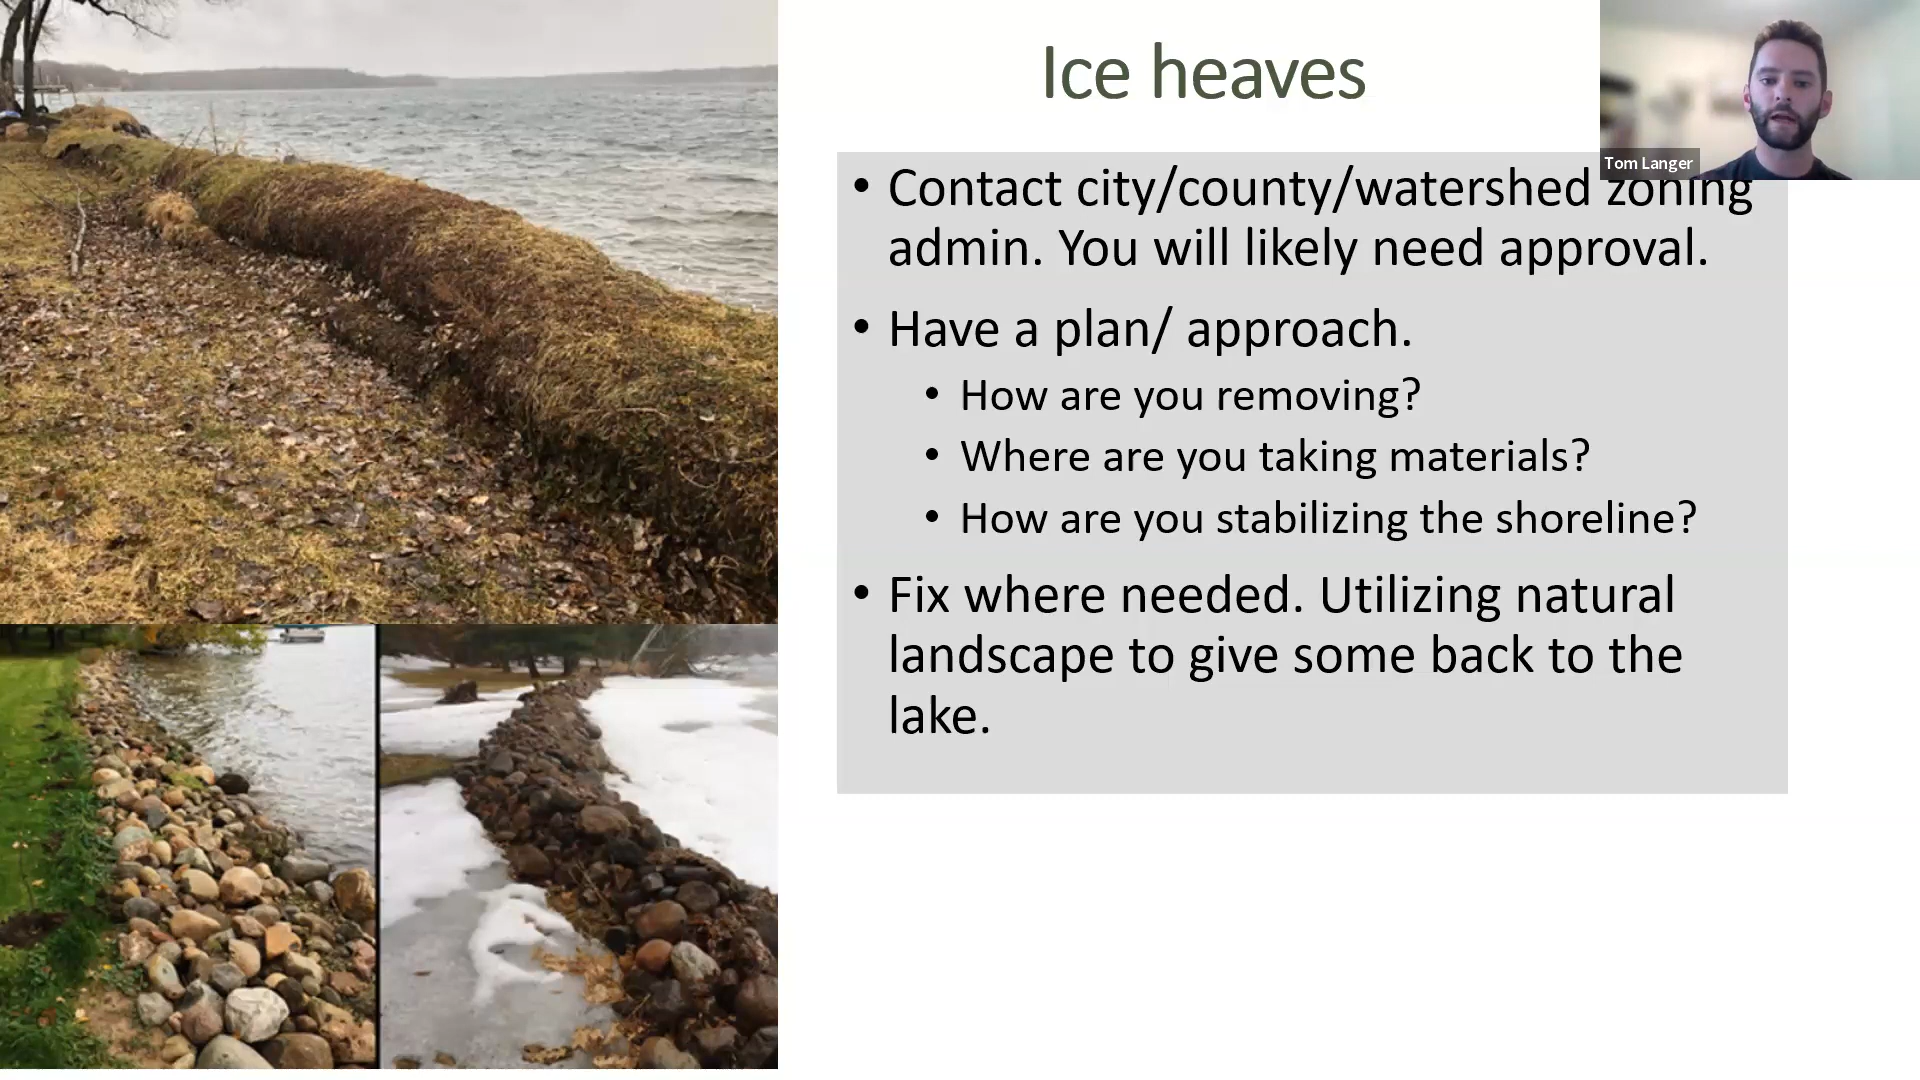 Ice heaves
Tom Langer
• Contact city/county/watershed zoning
admin. You will likely need approval.
• Have a plan/ approach.
• How are you removing?
• Where are you taking materials?
• How are you stabilizing the shoreline?
• Fix where needed. Utilizing natural
landscape to give some back to the
lake.